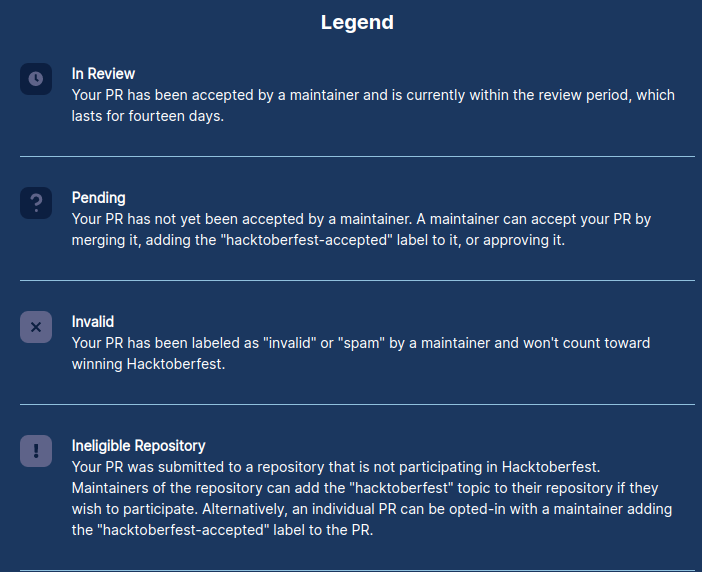 Legend
In Review
Your PR has been accepted by a maintainer and is currently within the review period, which
lasts for fourteen days.
Pending
Your PR has not yet been accepted by a maintainer. A maintainer can accept your PR by
merging it, adding the "hacktoberfest-accepted" label to it, or approving it.
Invalid
Your PR has been labeled as "invalid" or "spam" by a maintainer and won't count toward
winning Hacktoberfest.
Ineligible Repository
Your PR was submitted to a repository that is not participating in Hacktoberfest.
Maintainers of the repository can add the "hacktoberfest" topic to their repository if they
wish to participate. Alternatively, an individual PR can be opted-in with a maintainer adding
the "hacktoberfest-accepted" label to the PR.